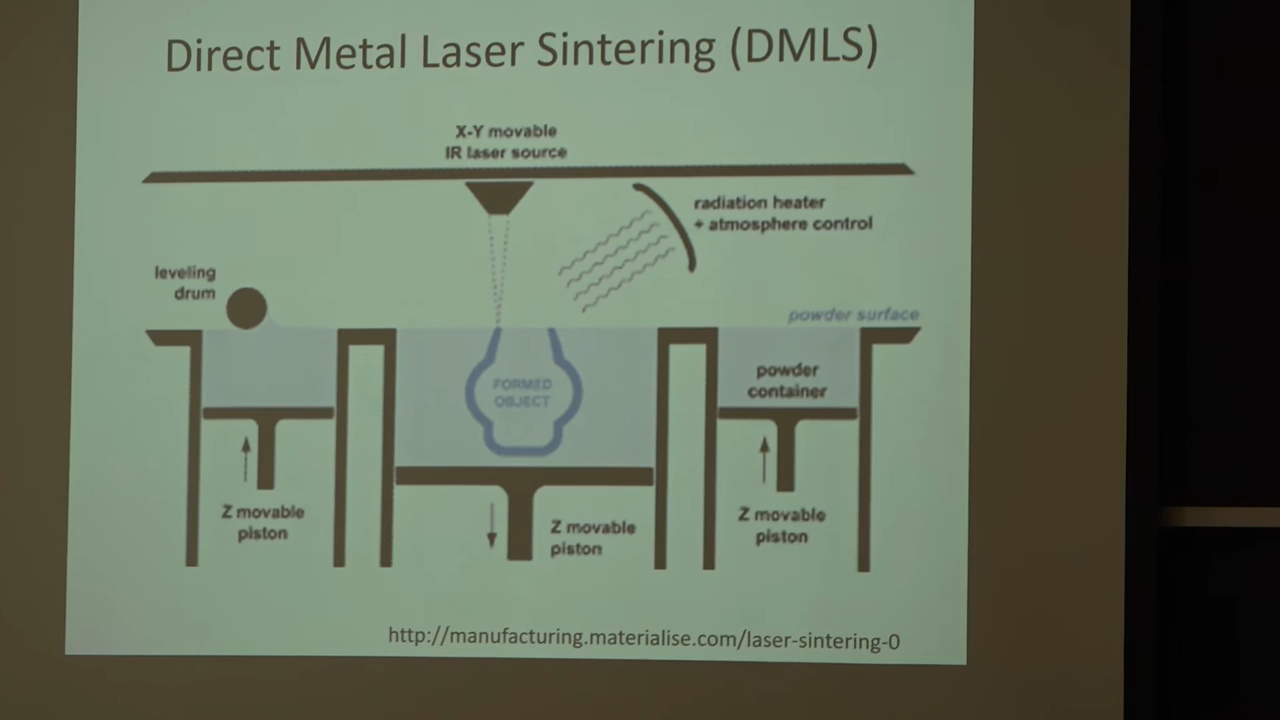 Direct Metal Laser Sintering (DMLS)
X-Y movable
IR laser source
radiation heater
+ atmosphere control
leveling
drum
powder surface
FORMED
OBJECT
powder
container
Z movable
piston
Z movable
piston
Z movable
piston
http://manufacturing.materialise.com/laser-sintering-0